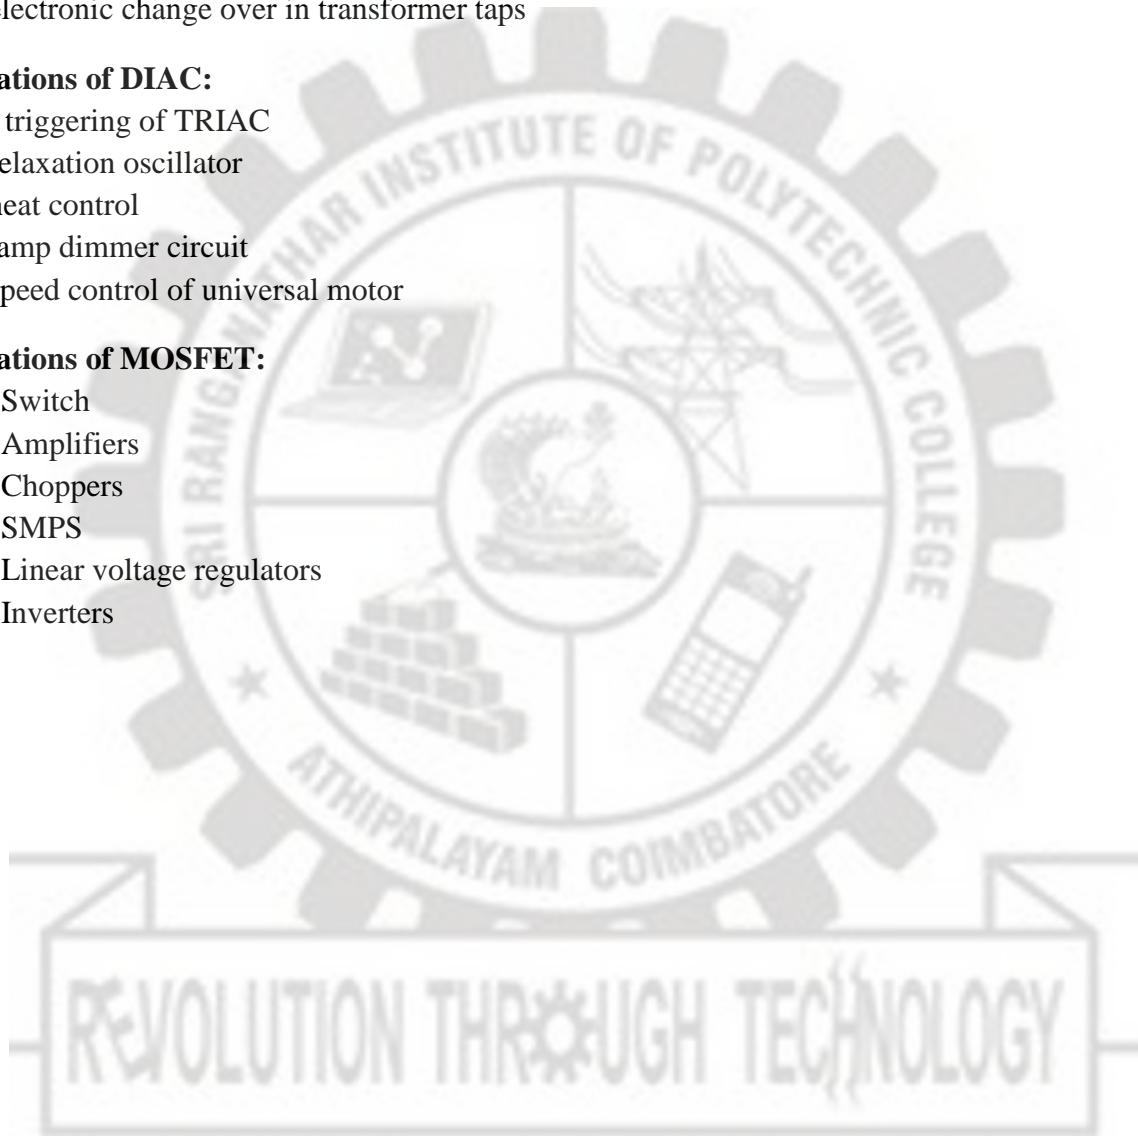 electronic change over in transformer taps
ations of DIAC:
triggering of TRIAC
elaxation oscillator
heat control
amp dimmer circuit
peed control of universal motor
ations of MOSFET:
Switch
Amplifiers
Choppers
SMPS
Linear voltage regulators
Inverters
SRI RANGANATHAR INSTITUTE OF POLYTECHNIC COLLEGE
ATHIPALAYAM COIMBATORE
REVOLUTION THROUGH TECHNOLOGY